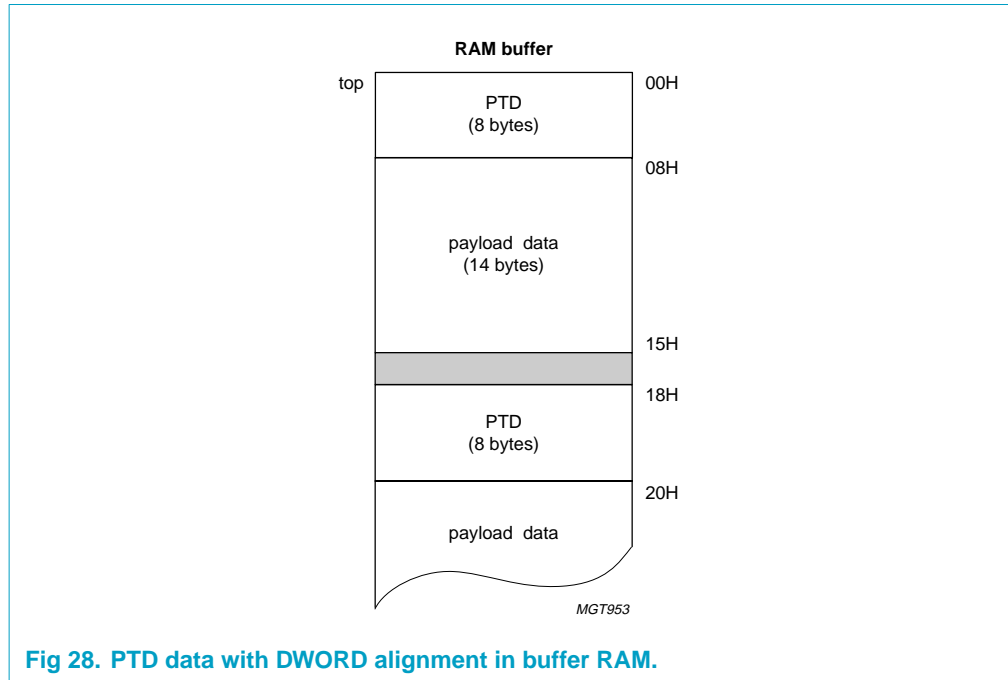 RAM buffer
top
00H
PTD
(8 bytes)
08H
payload data
(14 bytes)
15H
18H
PTD
(8 bytes)
20H
payload data
MGT953
Fig 28. PTD data with DWORD alignment in buffer RAM.